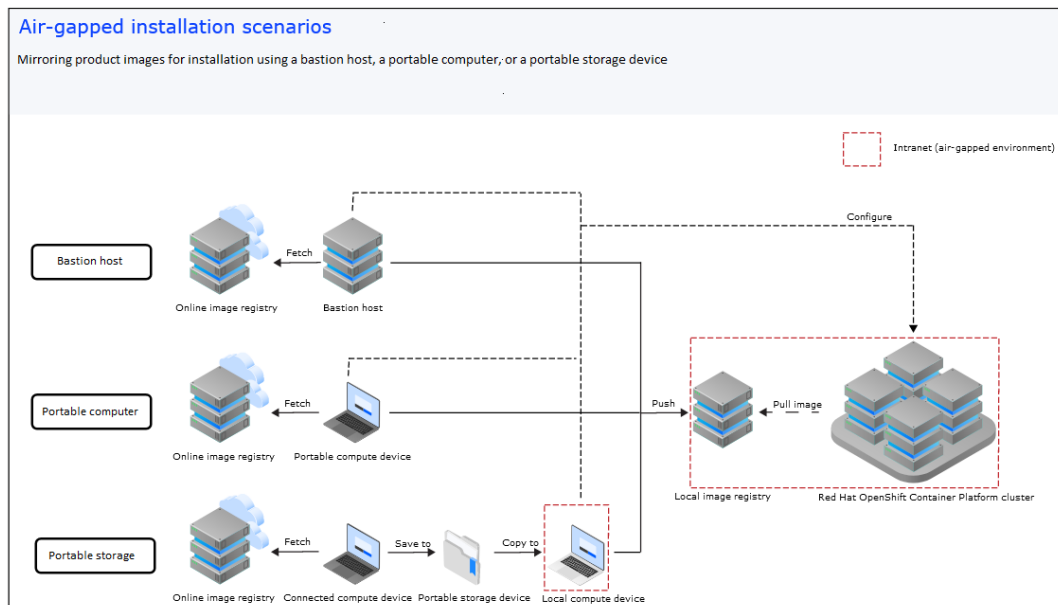 Air-gapped installation scenarios
Mirroring product images for installation using a bastion host, a portable computer, or a portable storage device
Intranet (air-gapped environment)
Configure
Bastion host
Fetch
Online image registry
Bastion host
Portable computer
Fetch
Push
Pull image
Online image registry
Portable compute device
Local image registry
Red Hat OpenShift Container Platform cluster
Portable storage
Fetch
Save to
Copy to
Online image registry
Connected compute device
Portable storage device
Local compute device